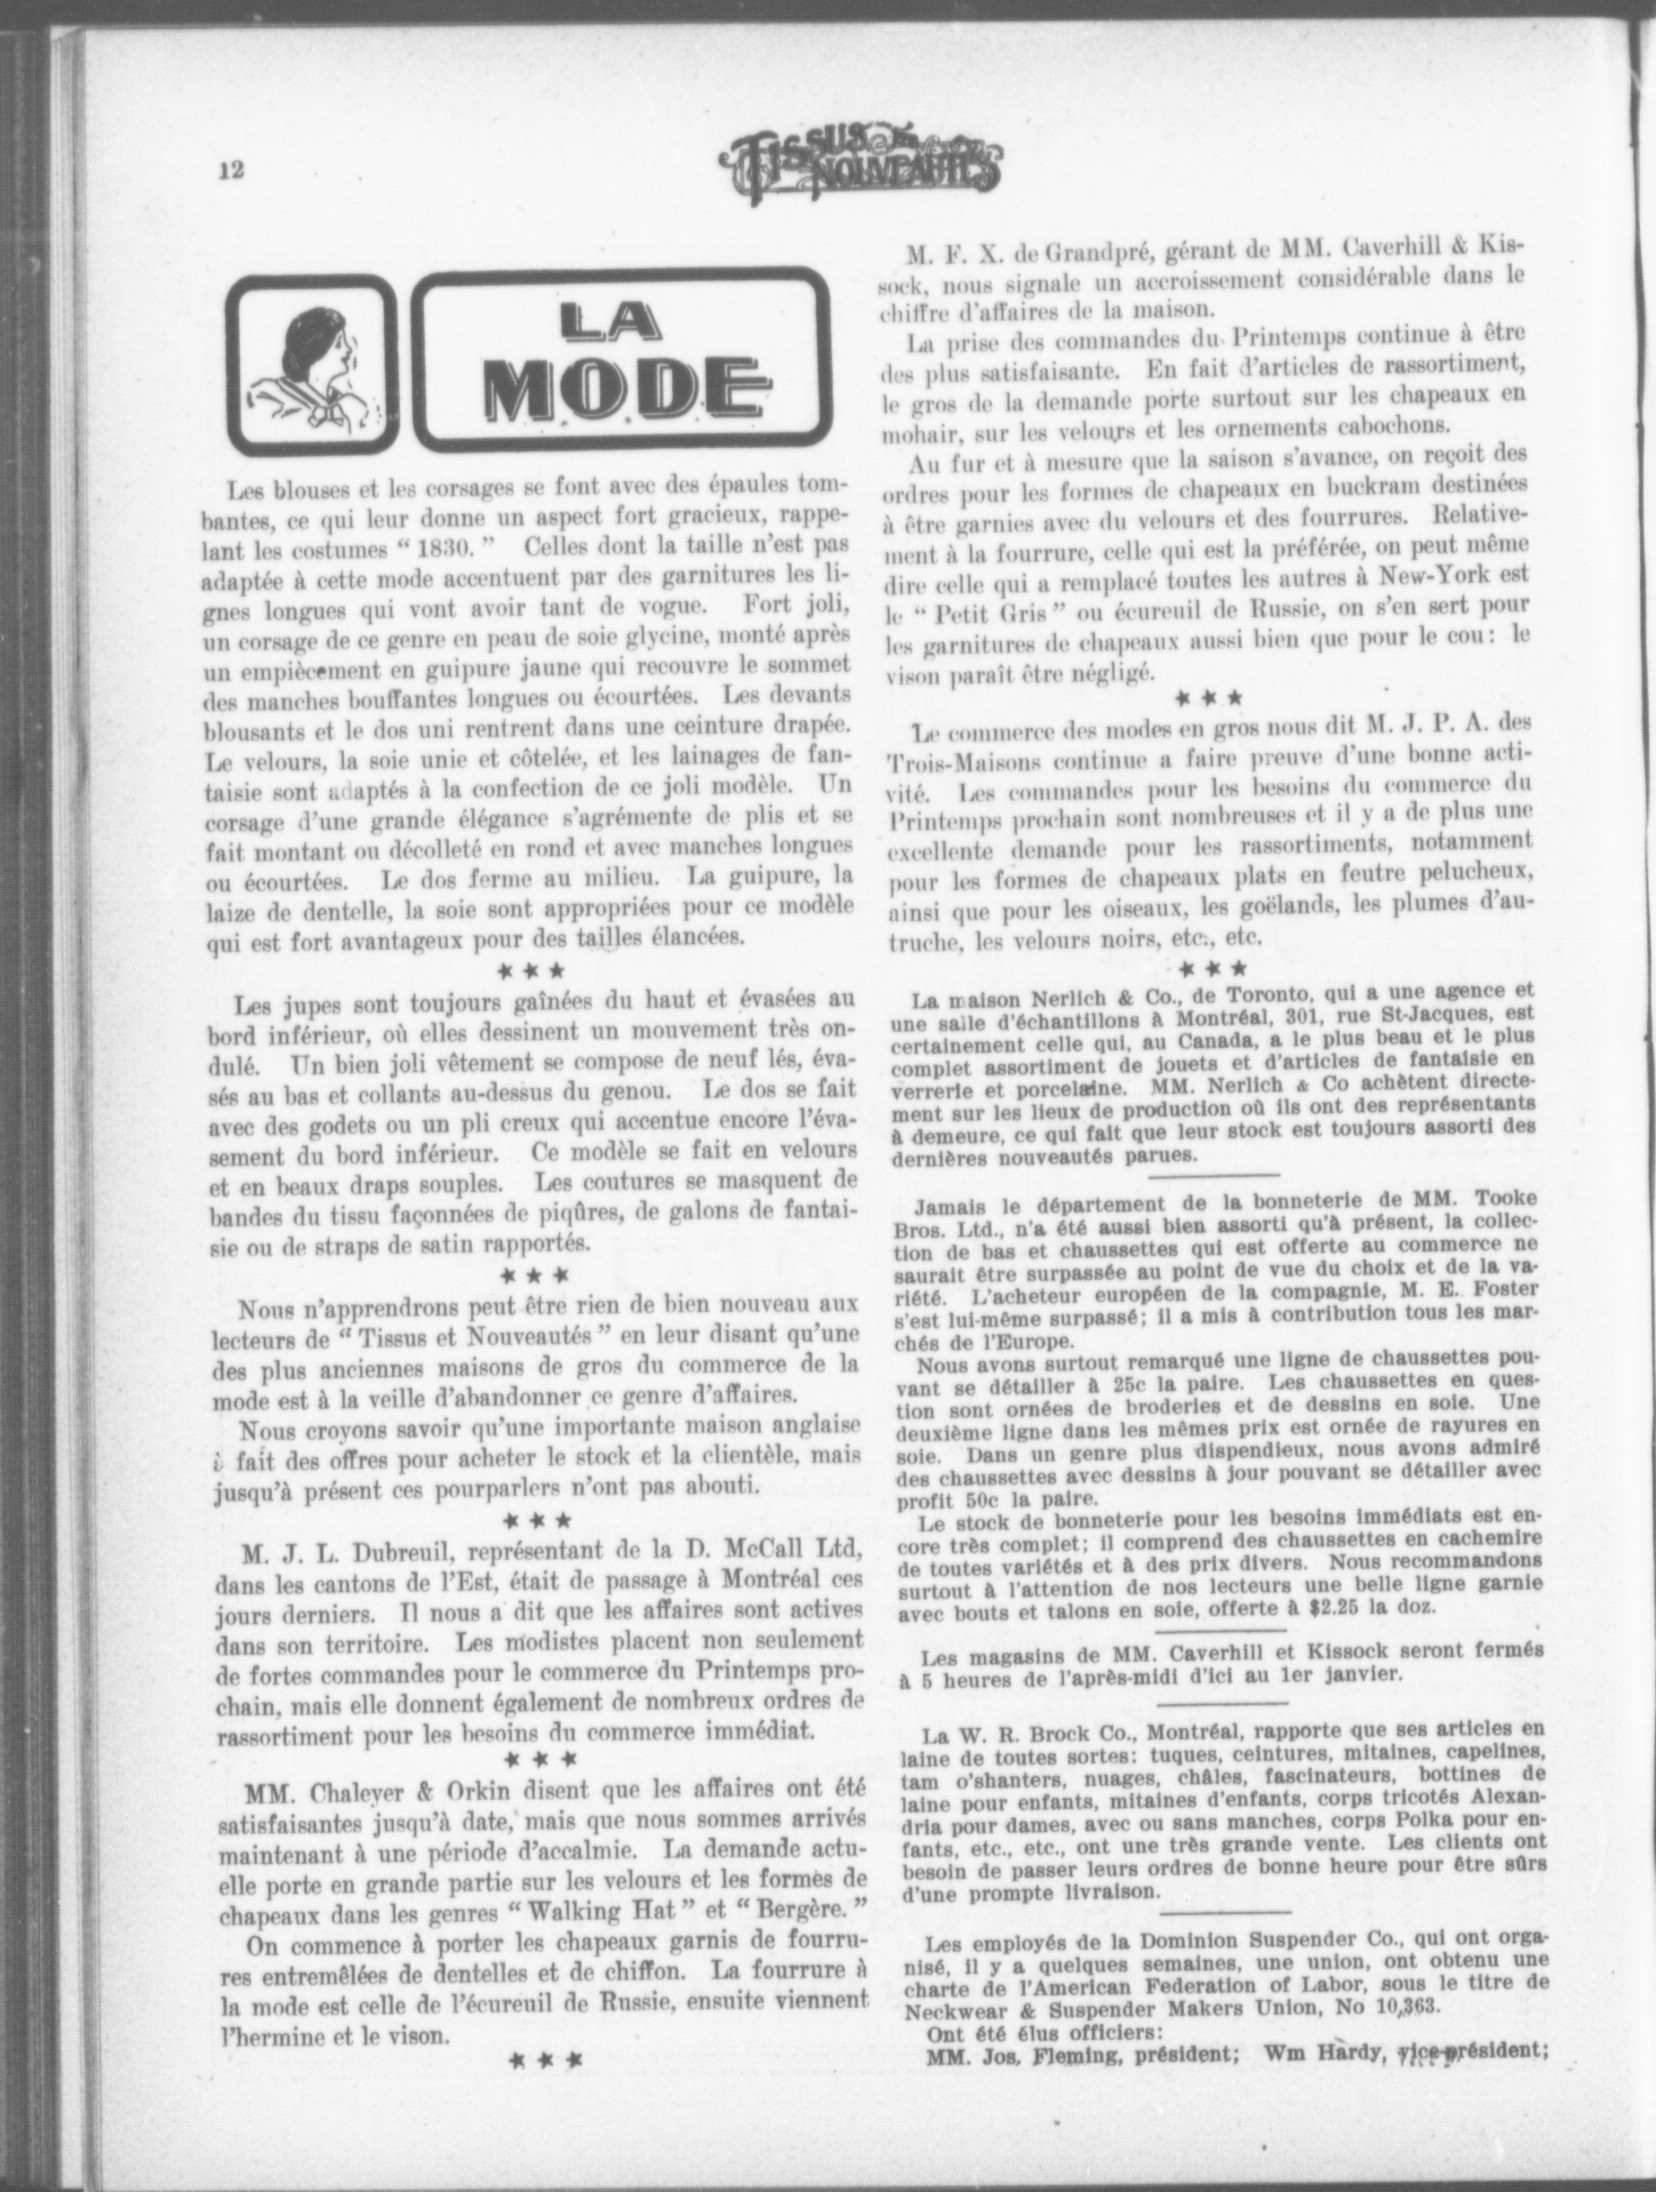 12
TISSUS & NOUVEAUTÉS
LA
MODE
Les blouses et les corsages se font avec des épaules tom-
bantes, ce qui leur donne un aspect fort gracieux, rappe-
lant les costumes “ 1830. ” Celles dont la taille n’est pas
adaptée à cette mode accentuent par des garnitures les li-
gnes longues qui vont avoir tant de vogue. Fort joli,
un corsage de ce genre en peau de soie glycine, monté après
un empiècement en guipure jaune qui recouvre le sommet
des manches bouffantes longues ou écourtées. Les devants
blousants et le dos uni rentrent dans une ceinture drapée.
Le velours, la soie unie et côtelée, et les lainages de fan-
taisie sont adaptés à la confection de ce joli modèle. Un
corsage d’une grande élégance s’agrémente de plis et se
fait montant ou décolleté en rond et avec manches longues
ou écourtées. Le dos ferme au milieu. La guipure, la
laize de dentelle, la soie sont appropriées pour ce modèle
qui est fort avantageux pour des tailles élancées.
★ ★ ★
Les jupes sont toujours gaînées du haut et évasées au
bord inférieur, où elles dessinent un mouvement très on-
dulé. Un bien joli vêtement se compose de neuf lés, éva-
sés au bas et collants au-dessus du genou. Le dos se fait
avec des godets ou un pli creux qui accentue encore l’éva-
sement du bord inférieur. Ce modèle se fait en velours
et en beaux draps souples. Les coutures se masquent de
bandes du tissu façonnées de piqûres, de galons de fantai-
sie ou de straps de satin rapportés.
★ ★ ★
Nous n’apprendrons peut être rien de bien nouveau aux
lecteurs de “ Tissus et Nouveautés ” en leur disant qu’une
des plus anciennes maisons de gros du commerce de la
mode est à la veille d’abandonner ce genre d’affaires.
Nous croyons savoir qu’une importante maison anglaise
à fait des offres pour acheter le stock et la clientèle, mais
jusqu’à présent ces pourparlers n’ont pas abouti.
★ ★ ★
M. J. L. Dubreuil, représentant de la D. McCall Ltd,
dans les cantons de l’Est, était de passage à Montréal ces
jours derniers. Il nous a dit que les affaires sont actives
dans son territoire. Les modistes placent non seulement
de fortes commandes pour le commerce du Printemps pro-
chain, mais elle donnent également de nombreux ordres de
rassortiment pour les besoins du commerce immédiat.
★ ★ ★
MM. Chaleyer & Orkin disent que les affaires ont été
satisfaisantes jusqu’à date, mais que nous sommes arrivés
maintenant à une période d’accalmie. La demande actu-
elle porte en grande partie sur les velours et les formes de
chapeaux dans les genres “ Walking Hat ” et “ Bergère. ”
On commence à porter les chapeaux garnis de fourru-
res entremêlées de dentelles et de chiffon. La fourrure à
la mode est celle de l’écureuil de Russie, ensuite viennent
l’hermine et le vison.
★ ★ ★
M. F. X. de Grandpré, gérant de MM. Caverhill & Kis-
sock, nous signale un accroissement considérable dans le
chiffre d’affaires de la maison.
La prise des commandes du Printemps continue à être
des plus satisfaisante. En fait d’articles de rassortiment,
le gros de la demande porte surtout sur les chapeaux en
mohair, sur les velours et les ornements cabochons.
Au fur et à mesure que la saison s’avance, on reçoit des
ordres pour les formes de chapeaux en buckram destinées
à être garnies avec du velours et des fourrures. Relative-
ment à la fourrure, celle qui est la préférée, on peut même
dire celle qui a remplacé toutes les autres à New-York est
le “ Petit Gris ” ou écureuil de Russie, on s’en sert pour
les garnitures de chapeaux aussi bien que pour le cou: le
vison paraît être négligé.
★ ★ ★
Le commerce des modes en gros nous dit M. J. P. A. des
Trois-Maisons continue a faire preuve d’une bonne acti-
vité. Les commandes pour les besoins du commerce du
Printemps prochain sont nombreuses et il y a de plus une
excellente demande pour les rassortiments, notamment
pour les formes de chapeaux plats en feutre pelucheux,
ainsi que pour les oiseaux, les goëlands, les plumes d’au-
truche, les velours noirs, etc., etc.
★ ★ ★
La maison Nerlich & Co., de Toronto, qui a une agence et
une salle d’échantillons à Montréal, 301, rue St-Jacques, est
certainement celle qui, au Canada, a le plus beau et le plus
complet assortiment de jouets et d’articles de fantaisie en
verrerie et porcelaine. MM. Nerlich & Co achètent directe-
ment sur les lieux de production où ils ont des représentants
à demeure, ce qui fait que leur stock est toujours assorti des
dernières nouveautés parues.
Jamais le département de la bonneterie de MM. Tooke
Bros. Ltd., n’a été aussi bien assorti qu’à présent, la collec-
tion de bas et chaussettes qui est offerte au commerce ne
saurait être surpassée au point de vue du choix et de la va-
riété. L’acheteur européen de la compagnie, M. E. Foster
s’est lui-même surpassé; il a mis à contribution tous les mar-
chés de l’Europe.
Nous avons surtout remarqué une ligne de chaussettes pou-
vant se détailler à 25c la paire. Les chaussettes en ques-
tion sont ornées de broderies et de dessins en soie. Une
deuxième ligne dans les mêmes prix est ornée de rayures en
soie. Dans un genre plus dispendieux, nous avons admiré
des chaussettes avec dessins à jour pouvant se détailler avec
profit 50c la paire.
Le stock de bonneterie pour les besoins immédiats est en-
core très complet; il comprend des chaussettes en cachemire
de toutes variétés et à des prix divers. Nous recommandons
surtout à l’attention de nos lecteurs une belle ligne garnie
avec bouts et talons en soie, offerte à $2.25 la doz.
Les magasins de MM. Caverhill et Kissock seront fermés
à 5 heures de l’après-midi d’ici au 1er janvier.
La W. R. Brock Co., Montréal, rapporte que ses articles en
laine de toutes sortes: tuques, ceintures, mitaines, capelines,
tam o’shanters, nuages, châles, fascinateurs, bottines de
laine pour enfants, mitaines d’enfants, corps tricotés Alexan-
dria pour dames, avec ou sans manches, corps Polka pour en-
fants, etc., etc., ont une très grande vente. Les clients ont
besoin de passer leurs ordres de bonne heure pour être sûrs
d’une prompte livraison.
Les employés de la Dominion Suspender Co., qui ont orga-
nisé, il y a quelques semaines, une union, ont obtenu une
charte de l’American Federation of Labor, sous le titre de
Neckwear & Suspender Makers Union, No 10,363.
Ont été élus officiers:
MM. Jos. Fleming, président; Wm Hardy, vice-président;